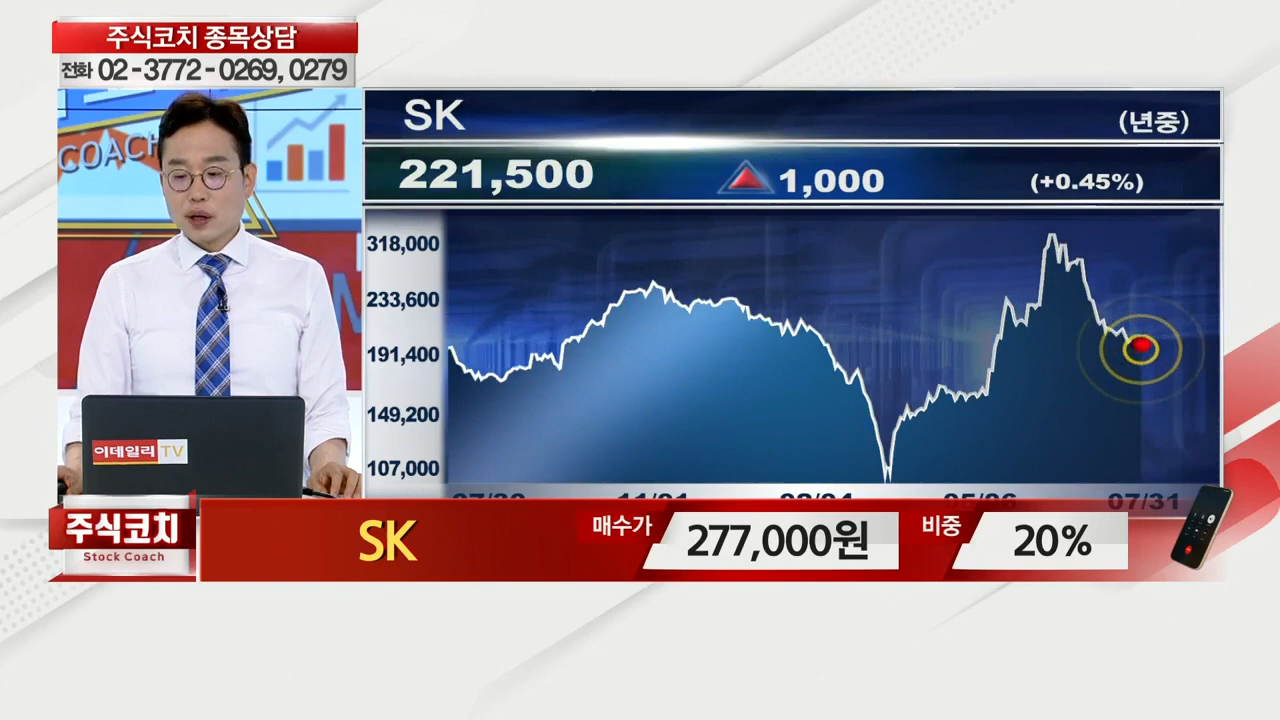 주식코치 종목상담
전화 02-3772-0269, 0279
COACH
SK
(년중)
221,500
1,000
(+0.45%)
318,000
233,600
191,400
149,200
107,000
07/31
이데일리 TV
주식코치
Stock Coach
SK
매수가
277,000원
비중
20%